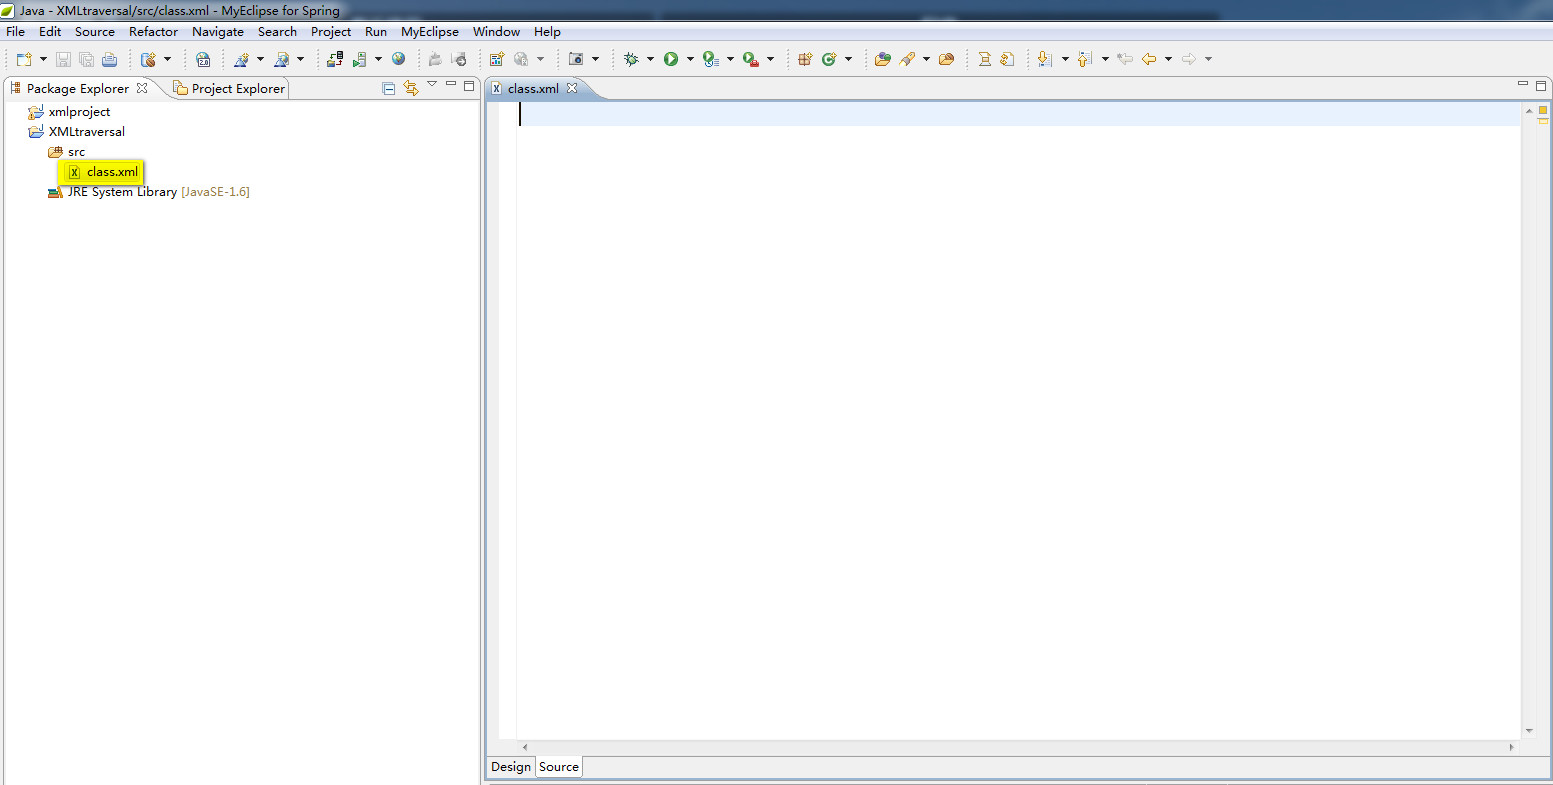 Java - XMLtraversal/src/class.xml - MyEclipse for Spring
File Edit Source Refactor Navigate Search Project Run MyEclipse Window Help
Package Explorer Project Explorer
class.xml
xmlproject
XMLtraversal
src
class.xml
JRE System Library [JavaSE-1.6]
Design Source